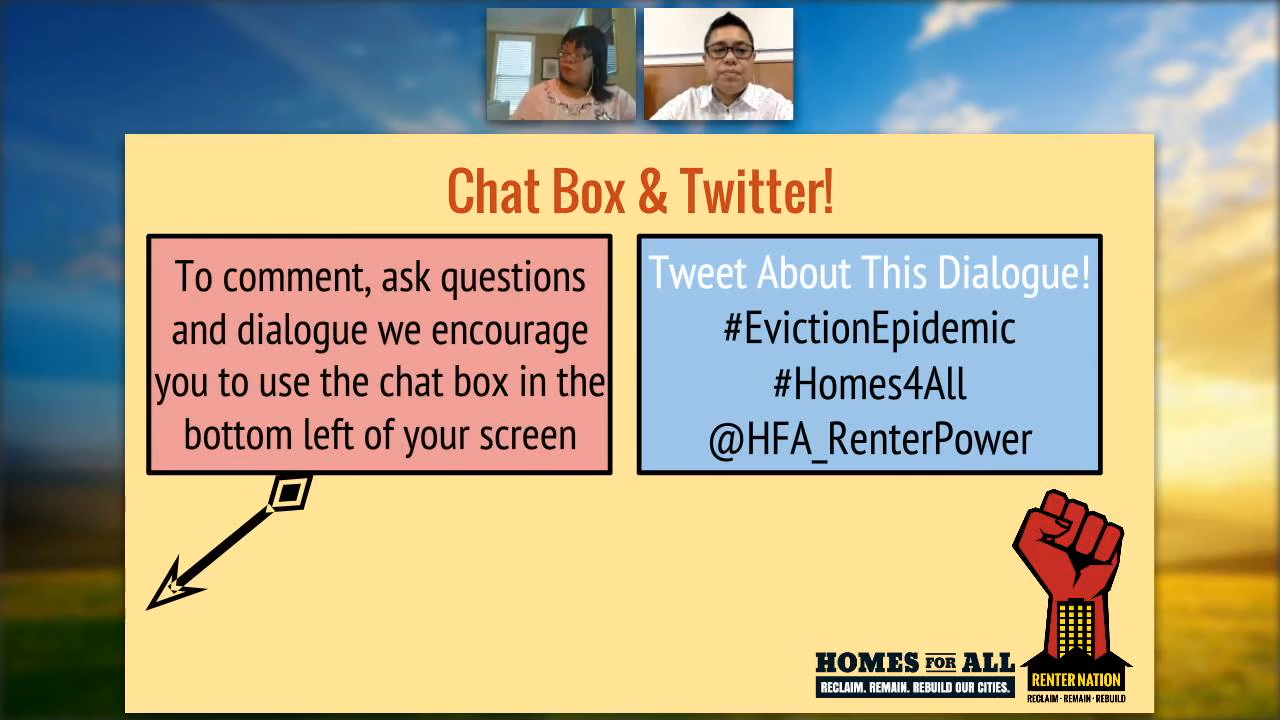 Chat Box & Twitter!
To comment, ask questions
and dialogue we encourage
you to use the chat box in the
bottom left of your screen
Tweet About This Dialogue!
#EvictionEpidemic
#Homes4All
@HFA_RenterPower
HOMES FOR ALL
RECLAIM. REMAIN. REBUILD OUR CITIES.
RENTER NATION
RECLAIM · REMAIN · REBUILD